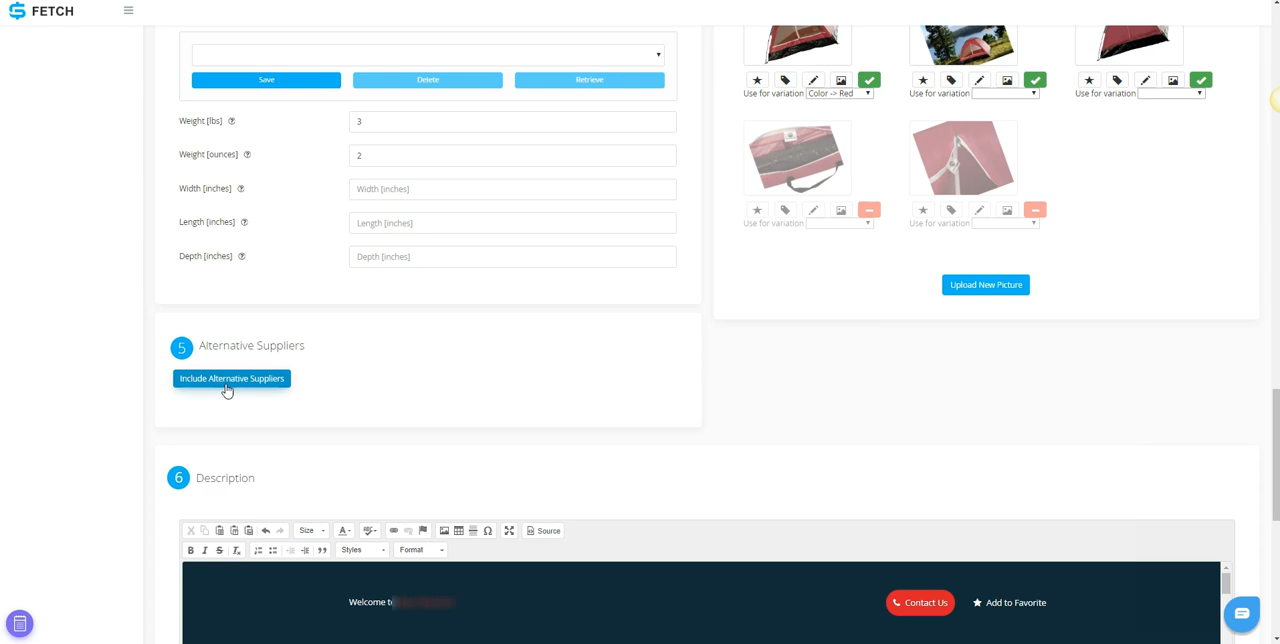 FETCH
Save
Delete
Retrieve
Weight [lbs]
3
Weight [ounces]
2
Width [inches]
Width [inches]
Length [inches]
Length [inches]
Depth [inches]
Depth [inches]
Use for variation Color -> Red
Use for variation
Use for variation
Use for variation
Use for variation
Upload New Picture
5 Alternative Suppliers
Include Alternative Suppliers
6 Description
Size
Source
Styles
Format
Welcome
Contact Us
Add to Favorite